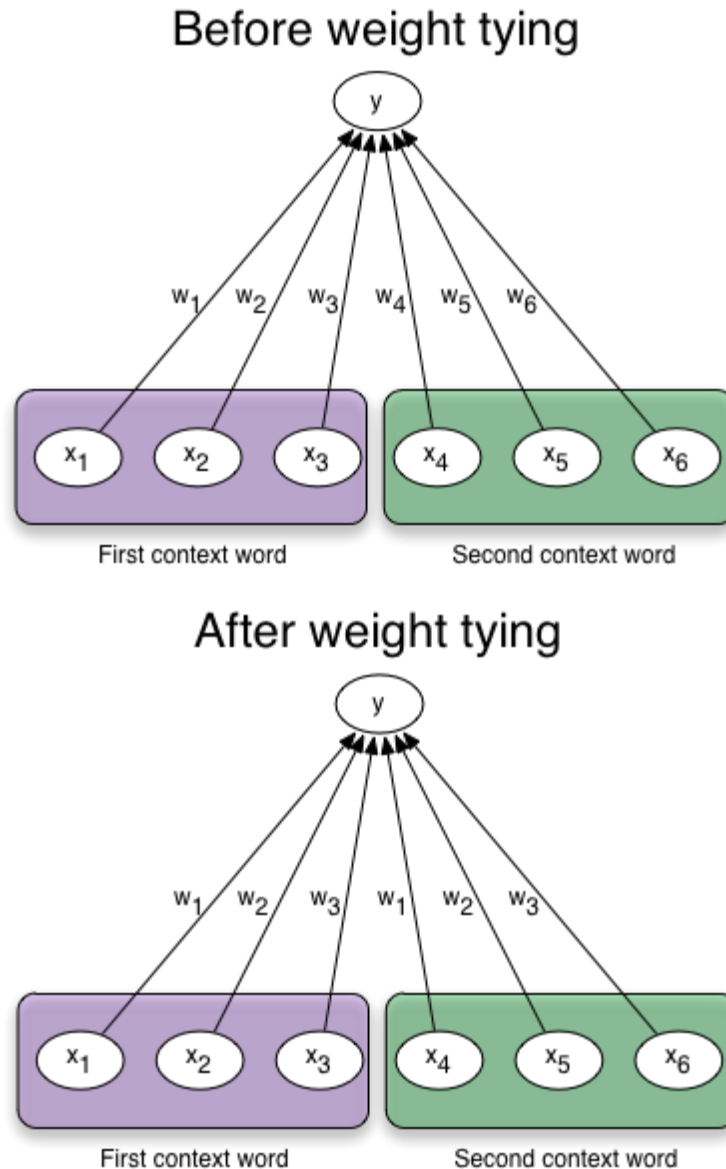 Before weight tying
y
w1 w2 w3 w4 w5 w6
x1 x2 x3 x4 x5 x6
First context word Second context word
After weight tying
y
w1 w2 w3 w1 w2 w3
x1 x2 x3 x4 x5 x6
First context word Second context word